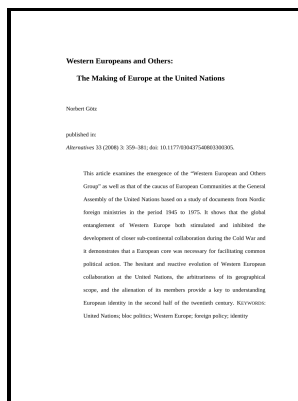 Western Europeans and Others:
The Making of Europe at the United Nations
Norbert Götz
published in:
Alternatives 33 (2008) 3: 359–381; doi: 10.1177/030437540803300305.
This article examines the emergence of the “Western European and Others
Group” as well as that of the caucus of European Communities at the General
Assembly of the United Nations based on a study of documents from Nordic
foreign ministries in the period 1945 to 1975. It shows that the global
entanglement of Western Europe both stimulated and inhibited the
development of closer sub-continental collaboration during the Cold War and
it demonstrates that a European core was necessary for facilitating common
political action. The hesitant and reactive evolution of Western European
collaboration at the United Nations, the arbitrariness of its geographical
scope, and the alienation of its members provide a key to understanding
European identity in the second half of the twentieth century. KEYWORDS:
United Nations; bloc politics; Western Europe; foreign policy; identity